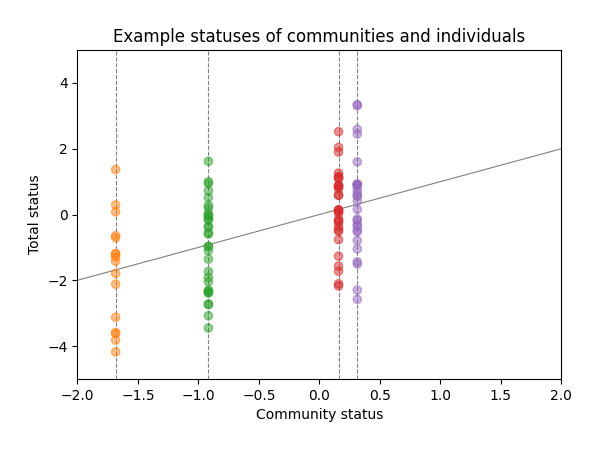 Example statuses of communities and individuals
4
2
0
−2
−4
Total status
−2.0 −1.5 −1.0 −0.5 0.0 0.5 1.0 1.5 2.0
Community status